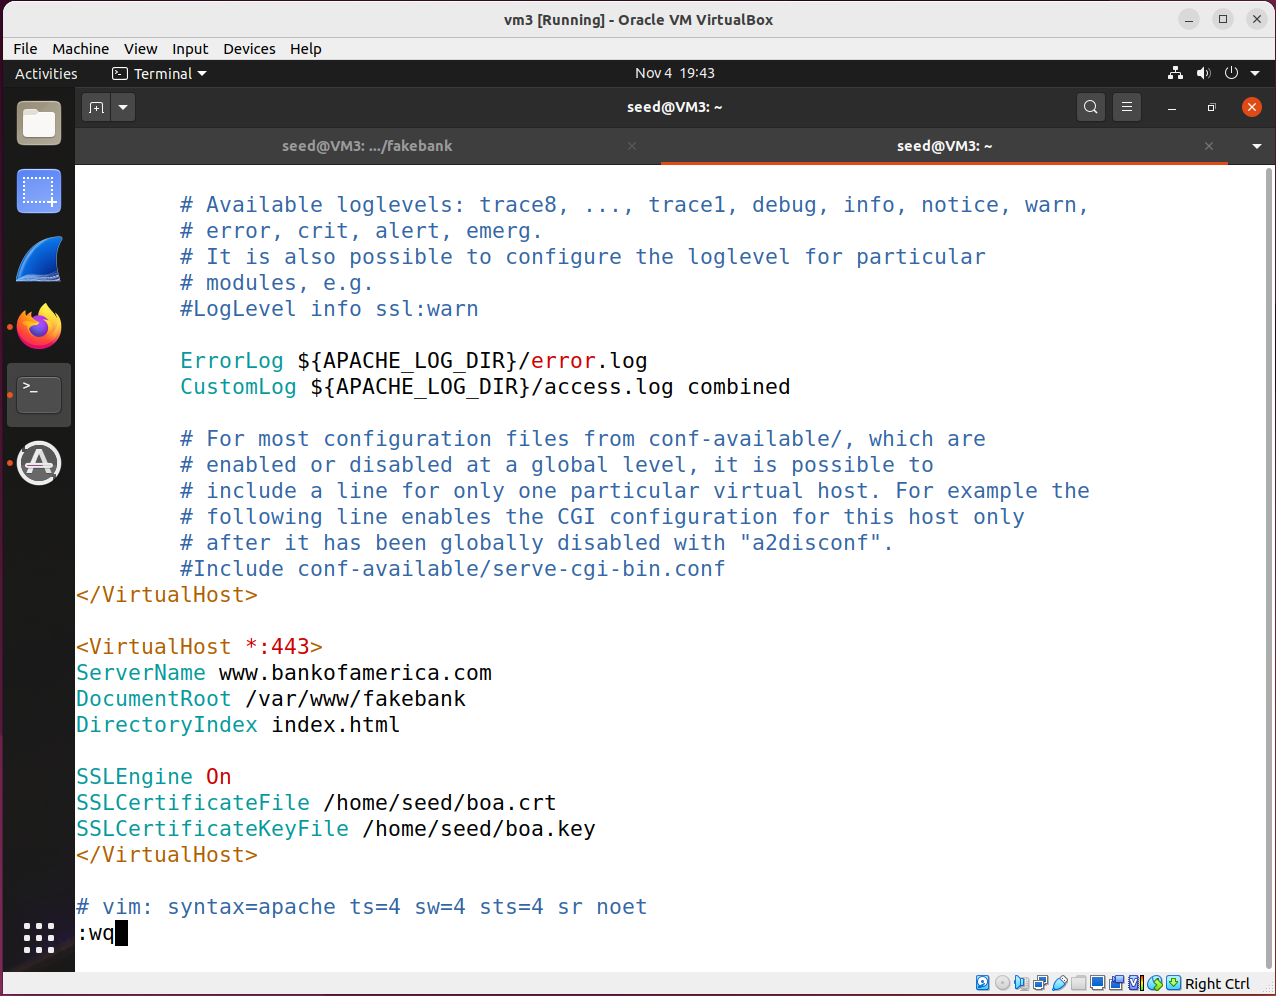 vm3 [Running] - Oracle VM VirtualBox
File Machine View Input Devices Help
Activities Terminal Nov 4 19:43
seed@VM3: ~
seed@VM3: .../fakebank seed@VM3: ~
# Available loglevels: trace8, ..., trace1, debug, info, notice, warn,
# error, crit, alert, emerg.
# It is also possible to configure the loglevel for particular
# modules, e.g.
#LogLevel info ssl:warn
ErrorLog ${APACHE_LOG_DIR}/error.log
CustomLog ${APACHE_LOG_DIR}/access.log combined
# For most configuration files from conf-available/, which are
# enabled or disabled at a global level, it is possible to
# include a line for only one particular virtual host. For example the
# following line enables the CGI configuration for this host only
# after it has been globally disabled with "a2disconf".
#Include conf-available/serve-cgi-bin.conf
</VirtualHost>
<VirtualHost *:443>
ServerName www.bankofamerica.com
DocumentRoot /var/www/fakebank
DirectoryIndex index.html
SSLEngine On
SSLCertificateFile /home/seed/boa.crt
SSLCertificateKeyFile /home/seed/boa.key
</VirtualHost>
# vim: syntax=apache ts=4 sw=4 sts=4 sr noet
:wq
Right Ctrl